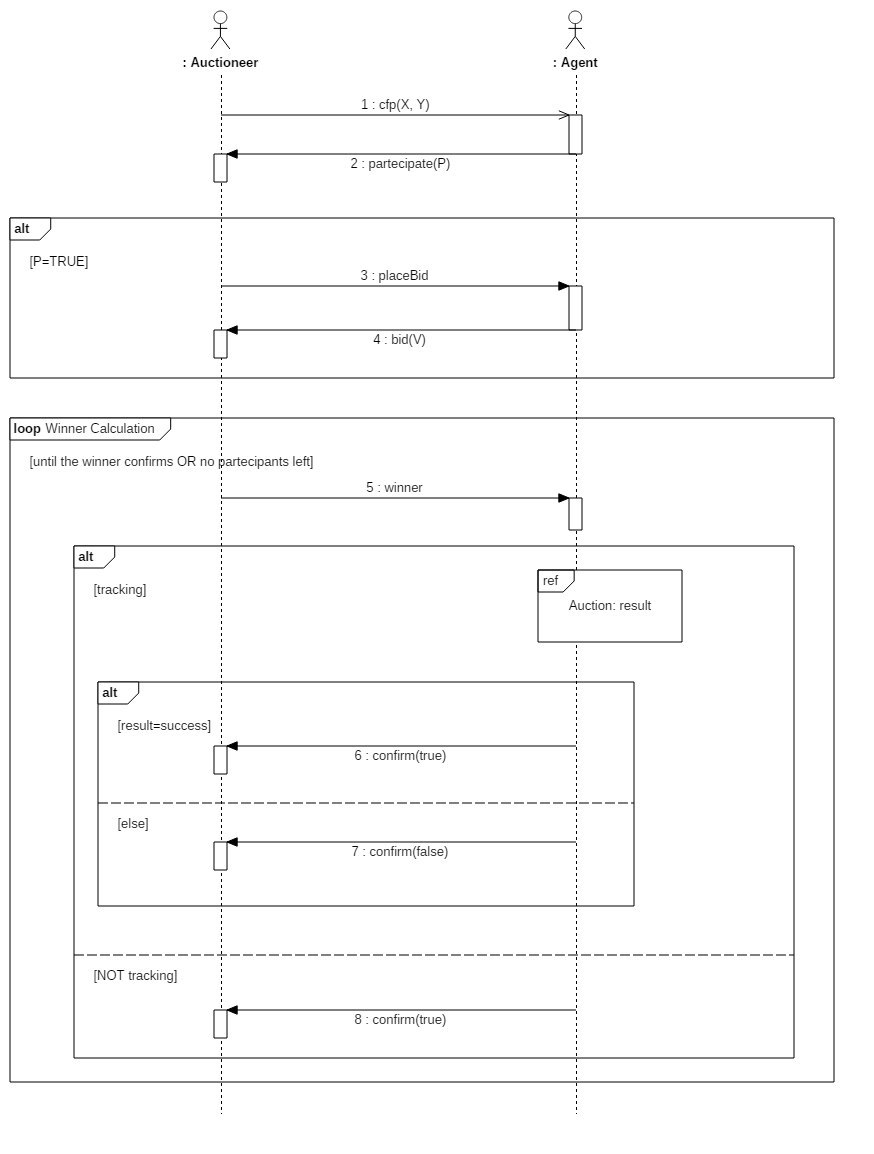 : Auctioneer
: Agent
1 : cfp(X, Y)
2 : partecipate(P)
alt
[P=TRUE]
3 : placeBid
4 : bid(V)
loop Winner Calculation
[until the winner confirms OR no partecipants left]
5 : winner
alt
[tracking]
ref
Auction: result
alt
[result=success]
6 : confirm(true)
[else]
7 : confirm(false)
[NOT tracking]
8 : confirm(true)